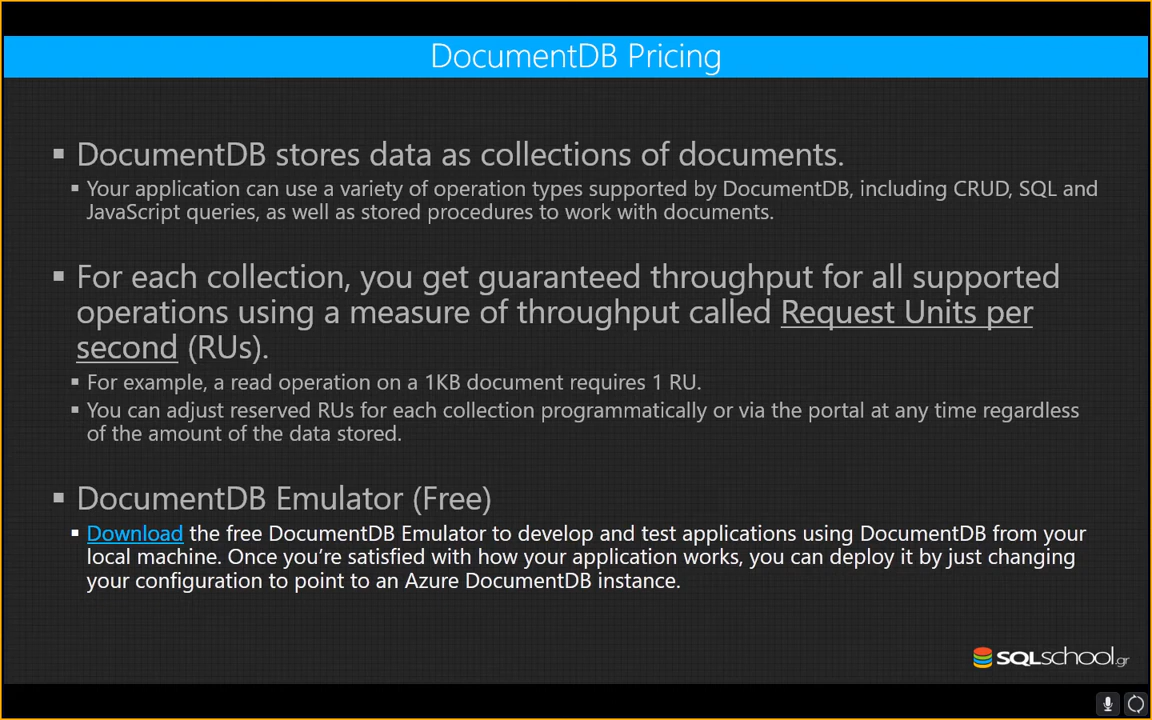 DocumentDB Pricing
▪ DocumentDB stores data as collections of documents.
▪ Your application can use a variety of operation types supported by DocumentDB, including CRUD, SQL and
JavaScript queries, as well as stored procedures to work with documents.
▪ For each collection, you get guaranteed throughput for all supported
operations using a measure of throughput called Request Units per
second (RUs).
▪ For example, a read operation on a 1KB document requires 1 RU.
▪ You can adjust reserved RUs for each collection programmatically or via the portal at any time regardless
of the amount of the data stored.
▪ DocumentDB Emulator (Free)
▪ Download the free DocumentDB Emulator to develop and test applications using DocumentDB from your
local machine. Once you’re satisfied with how your application works, you can deploy it by just changing
your configuration to point to an Azure DocumentDB instance.
SQLschool.gr